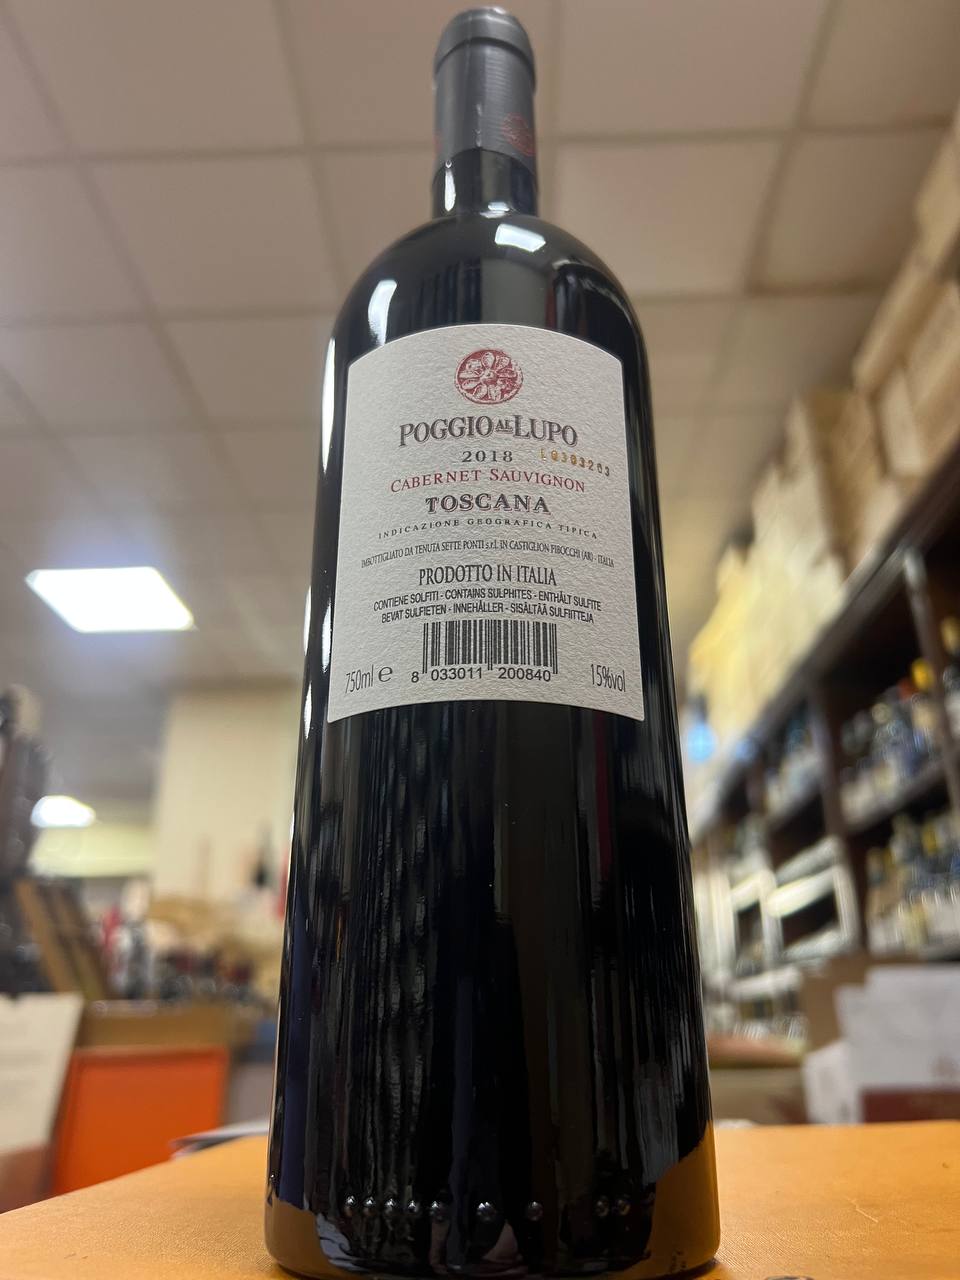 POGGIO AL LUPO
2018 L0303203
CABERNET SAUVIGNON
TOSCANA
INDICAZIONE GEOGRAFICA TIPICA
IMBOTTIGLIATO DA TENUTA SETTE PONTI s.r.l. IN CASTIGLION FIBOCCHI (AR) - ITALIA
PRODOTTO IN ITALIA
CONTIENE SOLFITI - CONTAINS SULPHITES - ENTHÄLT SULFITE
BEVAT SULFIETEN - INNEHÅLLER - SISÄLTÄÄ SULFIITTEJA
750ml e 8 033011 200840 15%vol